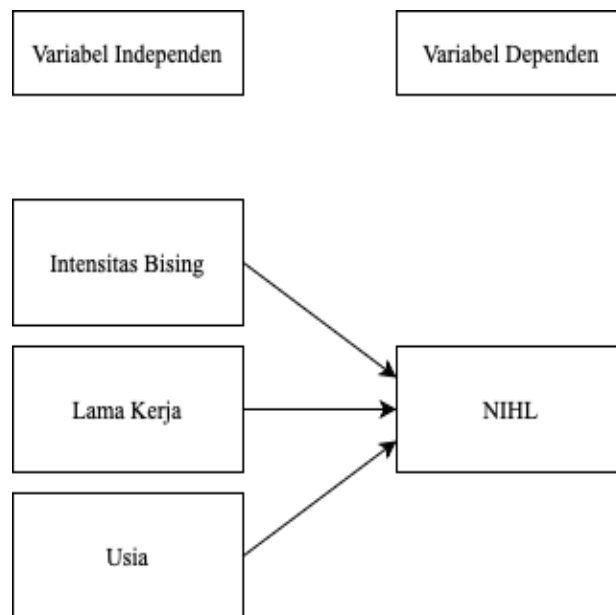 Variabel Independen
Variabel Dependen
Intensitas Bising
Lama Kerja
NIHL
Usia